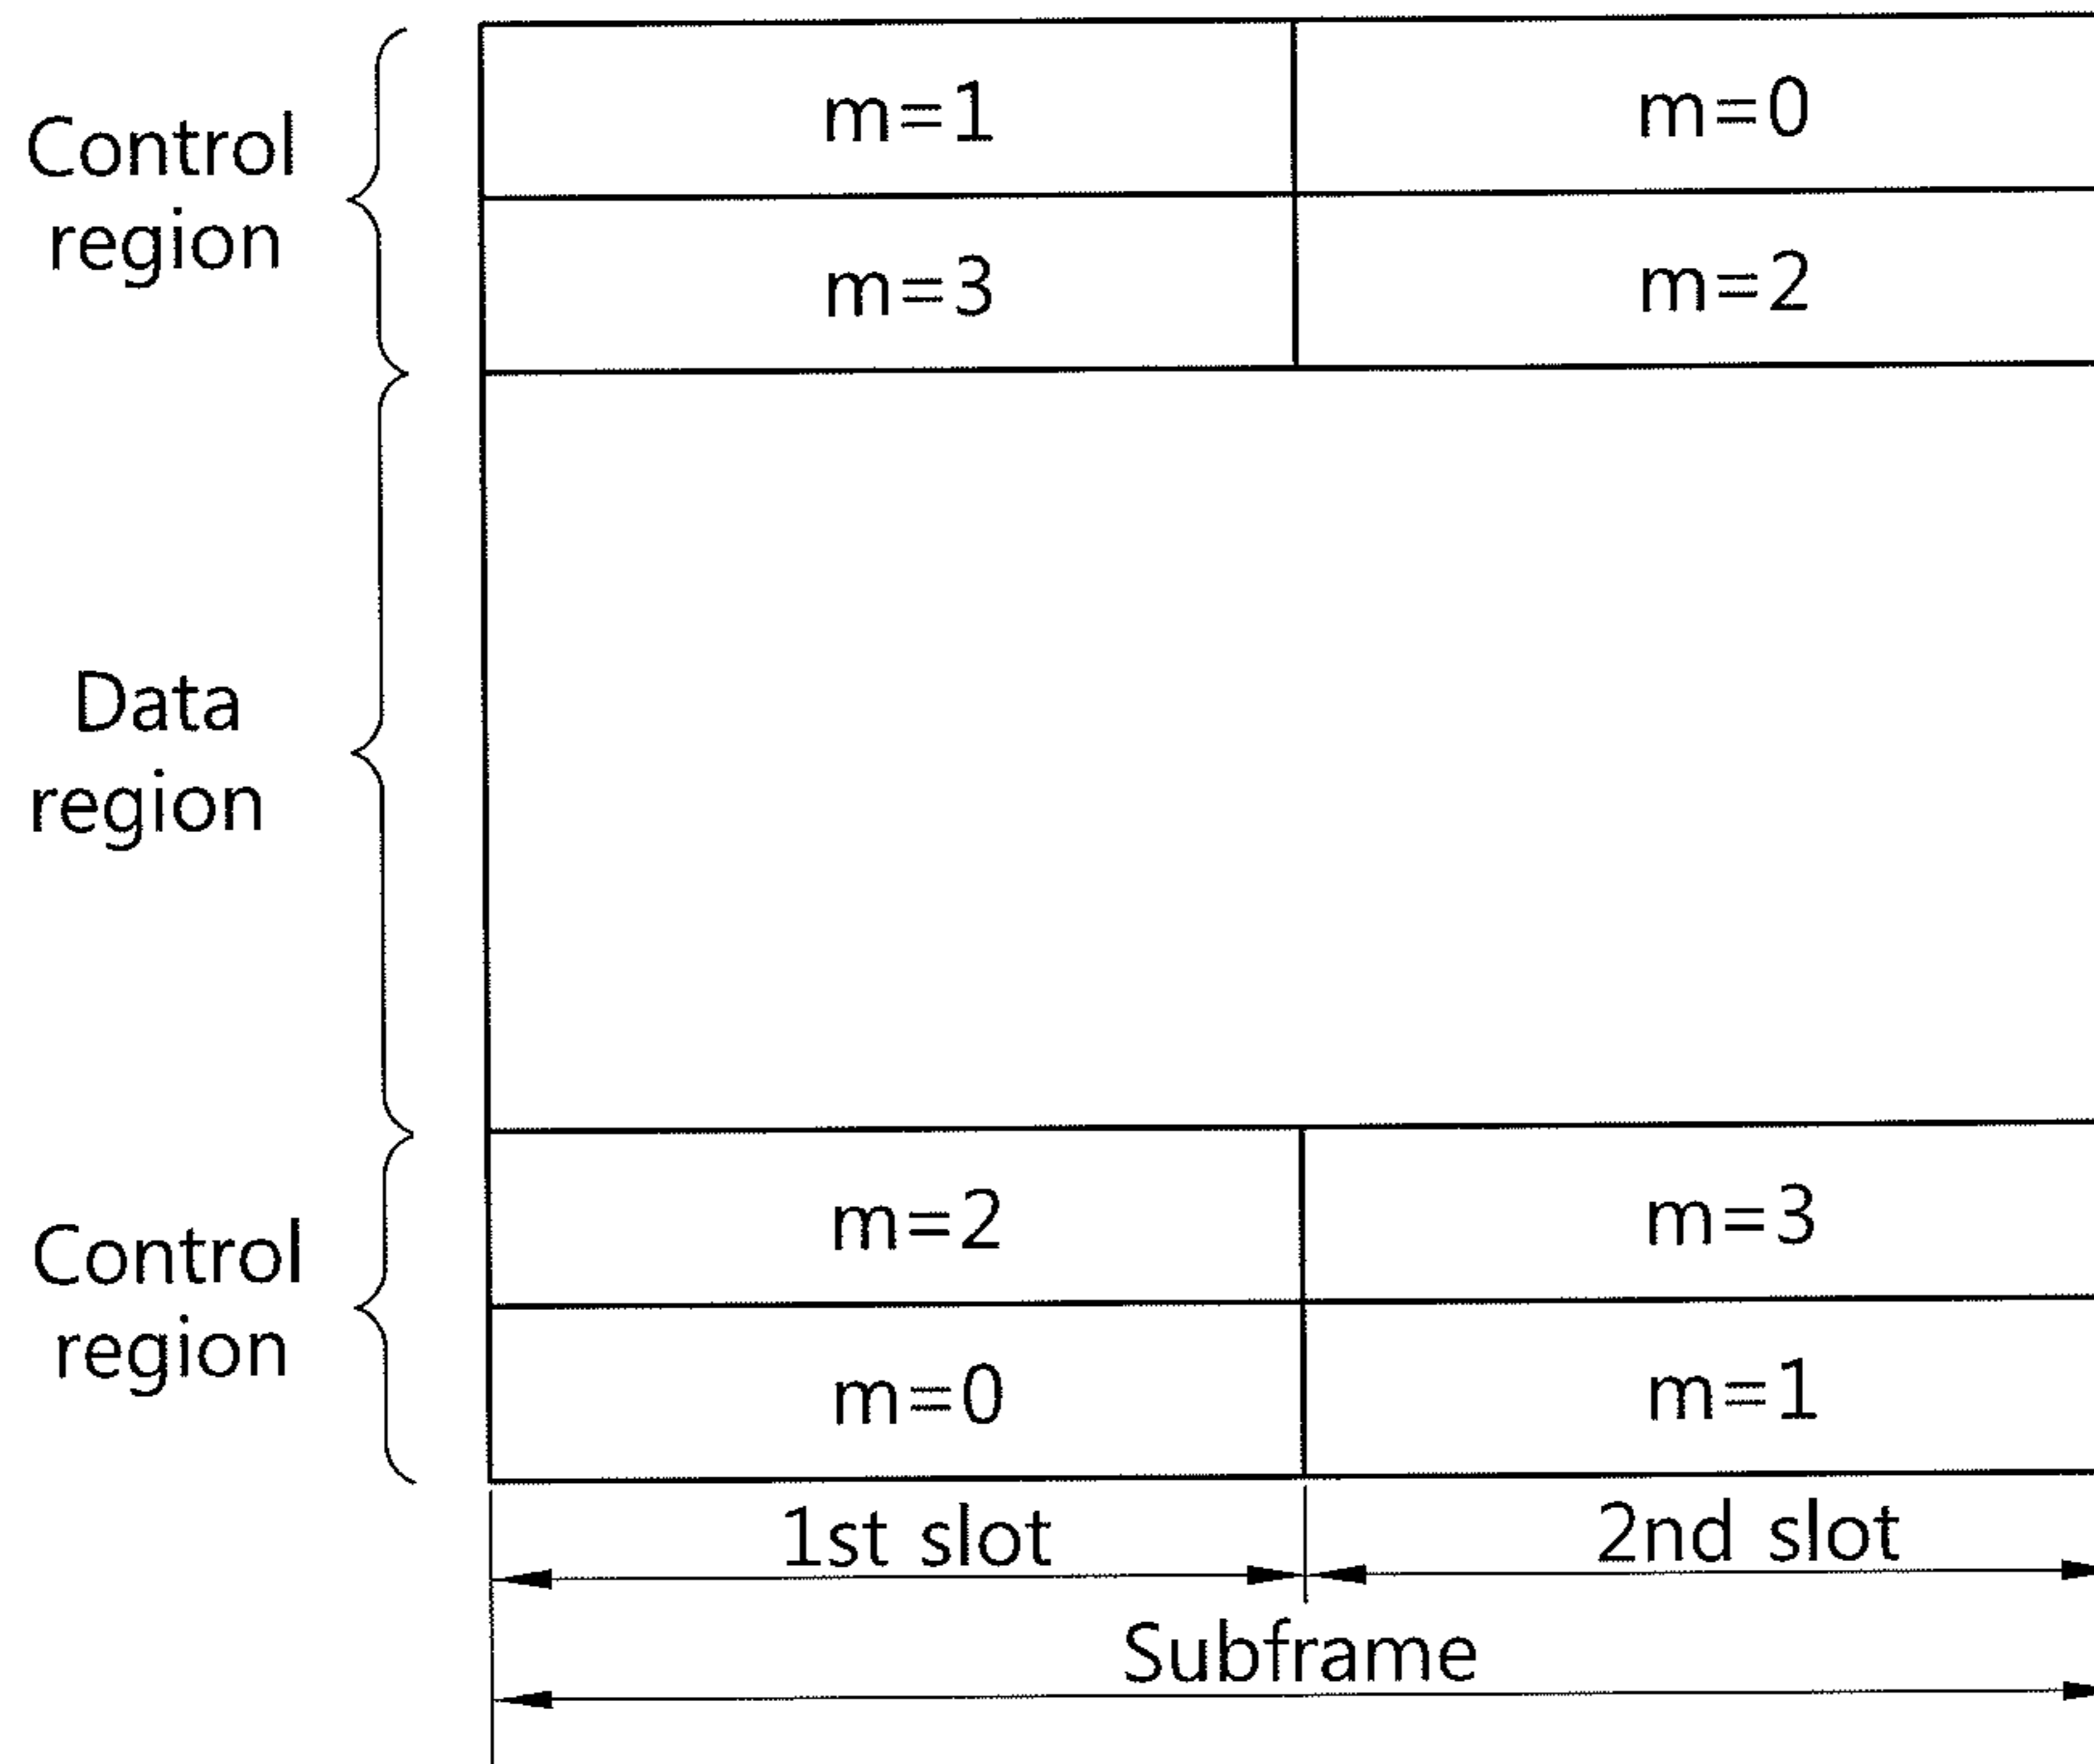 Control
region
m=1
m=0
m=3
m=2
Data
region
Control
region
m=2
m=3
m=0
m=1
1st slot
2nd slot
Subframe